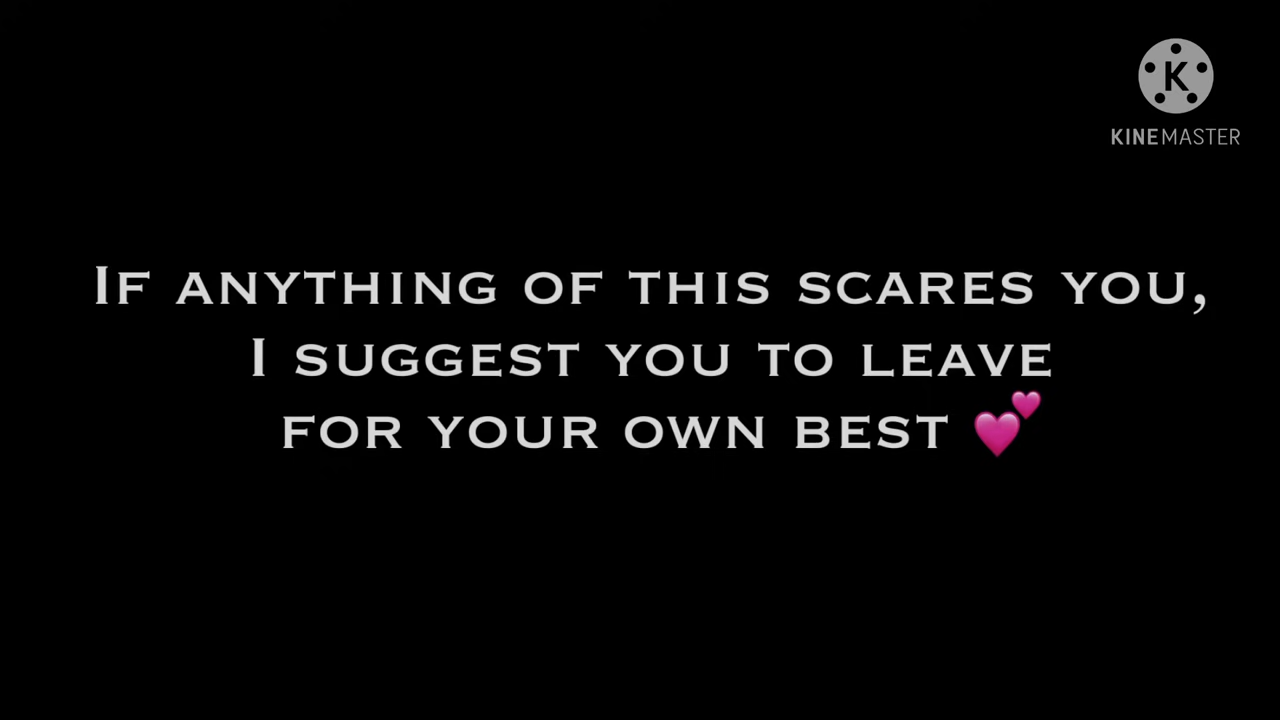 K
KINEMASTER
If anything of this scares you,
I suggest you to leave
for your own best 💕